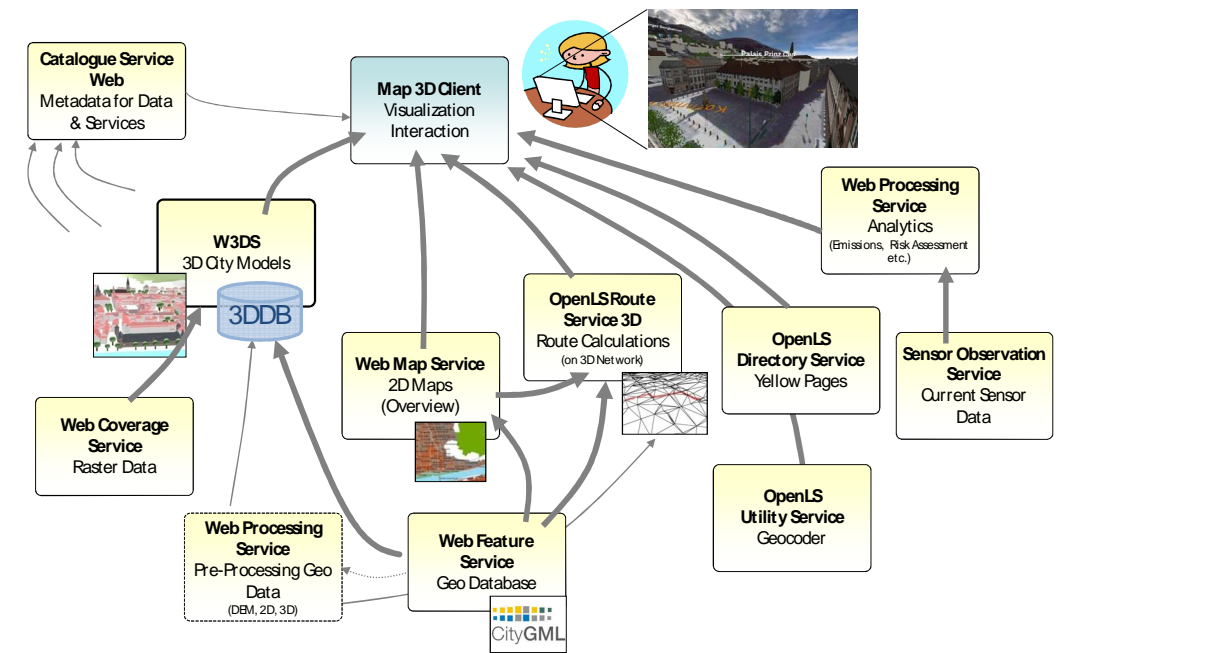 Catalogue Service
Web
Metadata for Data
& Services
Map 3D Client
Visualization
Interaction
Palais Prinz Carl
Web Processing
Service
Analytics
(Emissions, Risk Assessment
etc.)
W3DS
3D City Models
3DDB
OpenLS Route
Service 3D
Route Calculations
(on 3D Network)
Web Map Service
2D Maps
(Overview)
OpenLS
Directory Service
Yellow Pages
Sensor Observation
Service
Current Sensor
Data
Web Coverage
Service
Raster Data
OpenLS
Utility Service
Geocoder
Web Processing
Service
Pre-Processing Geo
Data
(DEM, 2D, 3D)
Web Feature
Service
Geo Database
CityGML